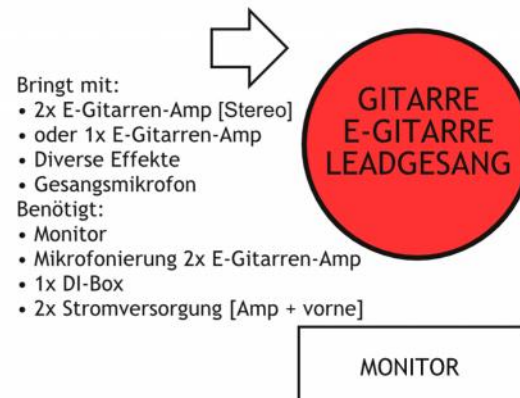 Bringt mit:
• 2x E-Gitarren-Amp [Stereo]
• oder 1x E-Gitarren-Amp
• Diverse Effekte
• Gesangsmikrofon
Benötigt:
• Monitor
• Mikrofonierung 2x E-Gitarren-Amp
• 1x DI-Box
• 2x Stromversorgung [Amp + vorne]
GITARRE
E-GITARRE
LEADGESANG
MONITOR